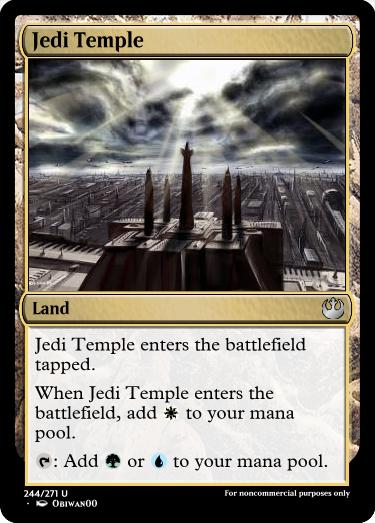 Jedi Temple
Land
Jedi Temple enters the battlefield
tapped.
When Jedi Temple enters the
battlefield, add to your mana
pool.
: Add or to your mana pool.
244/271 U
For noncommercial purposes only
· Obiwan00